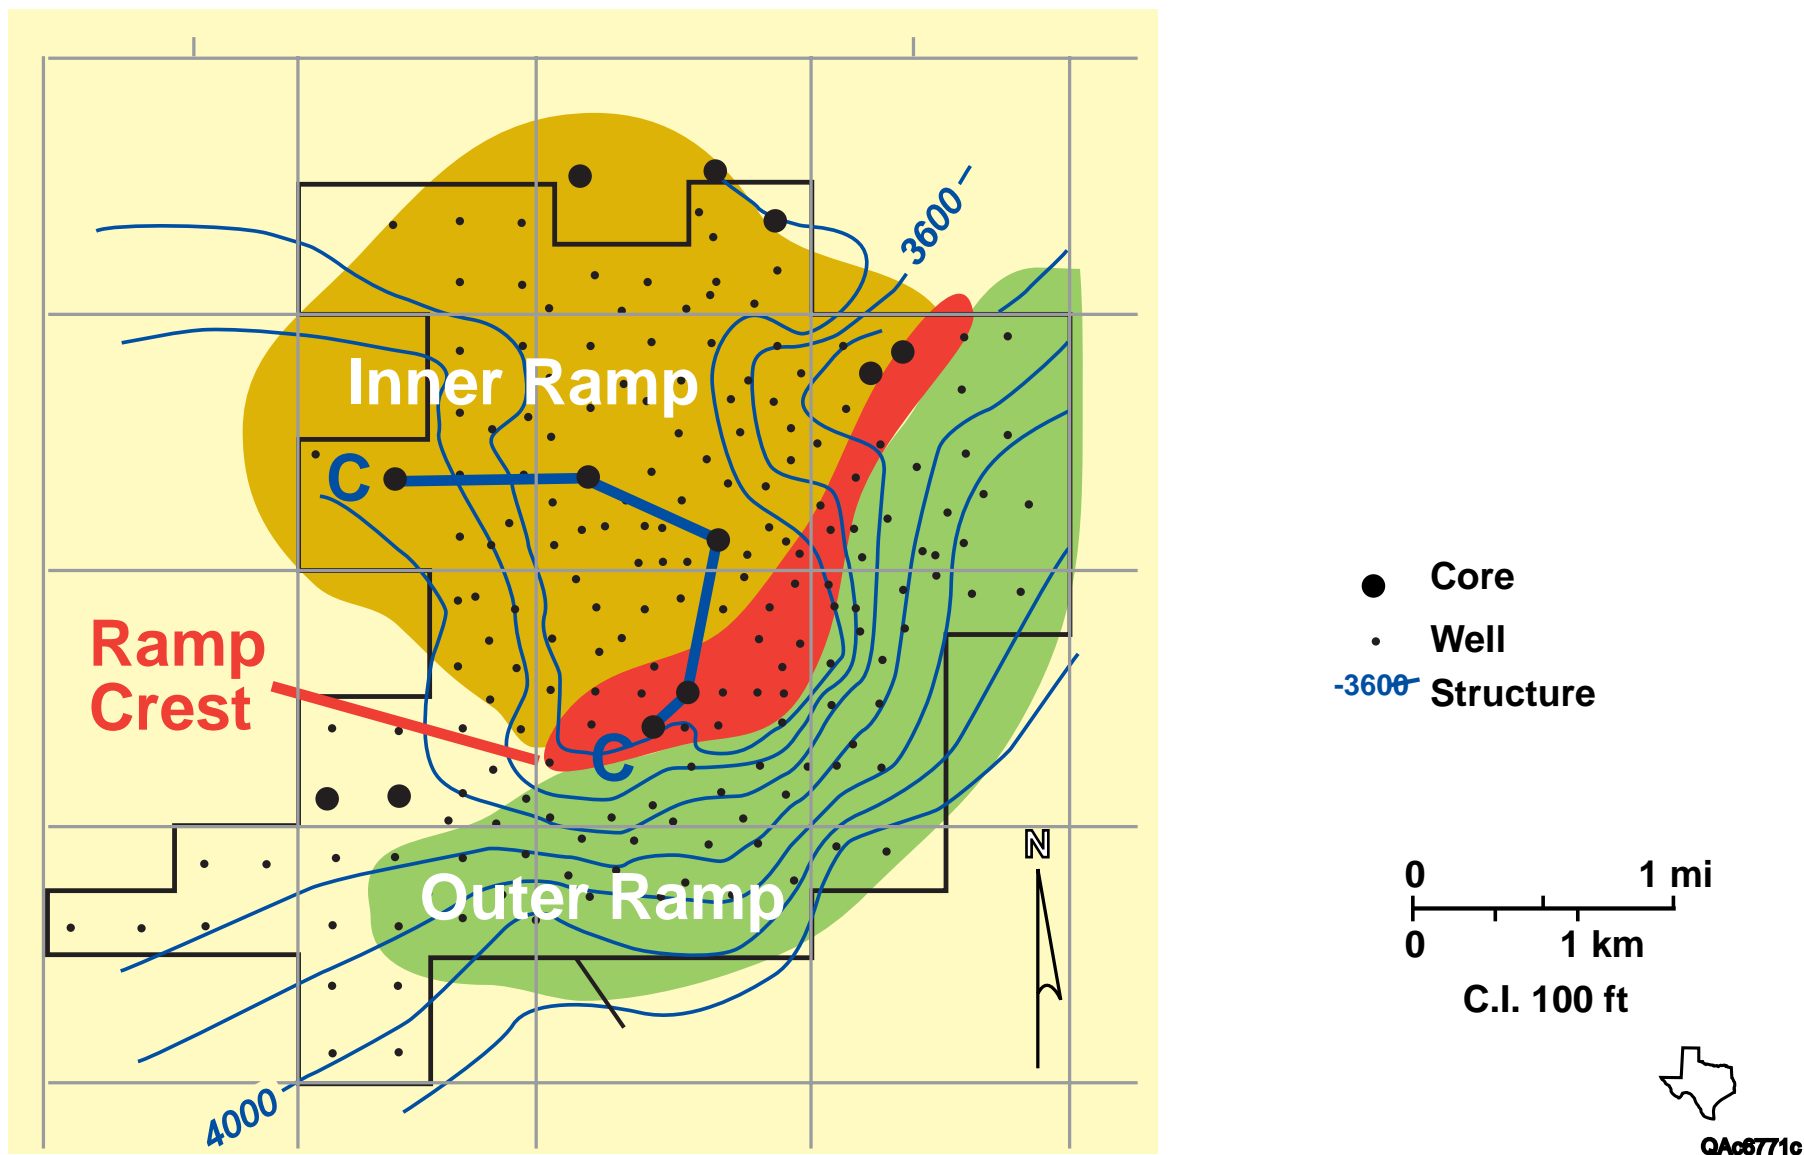 3600
Inner Ramp
C
Ramp
Crest
C
Outer Ramp
N
4000
Core
Well
-3600
Structure
0 1 mi
0 1 km
C.I. 100 ft
QAc6771c